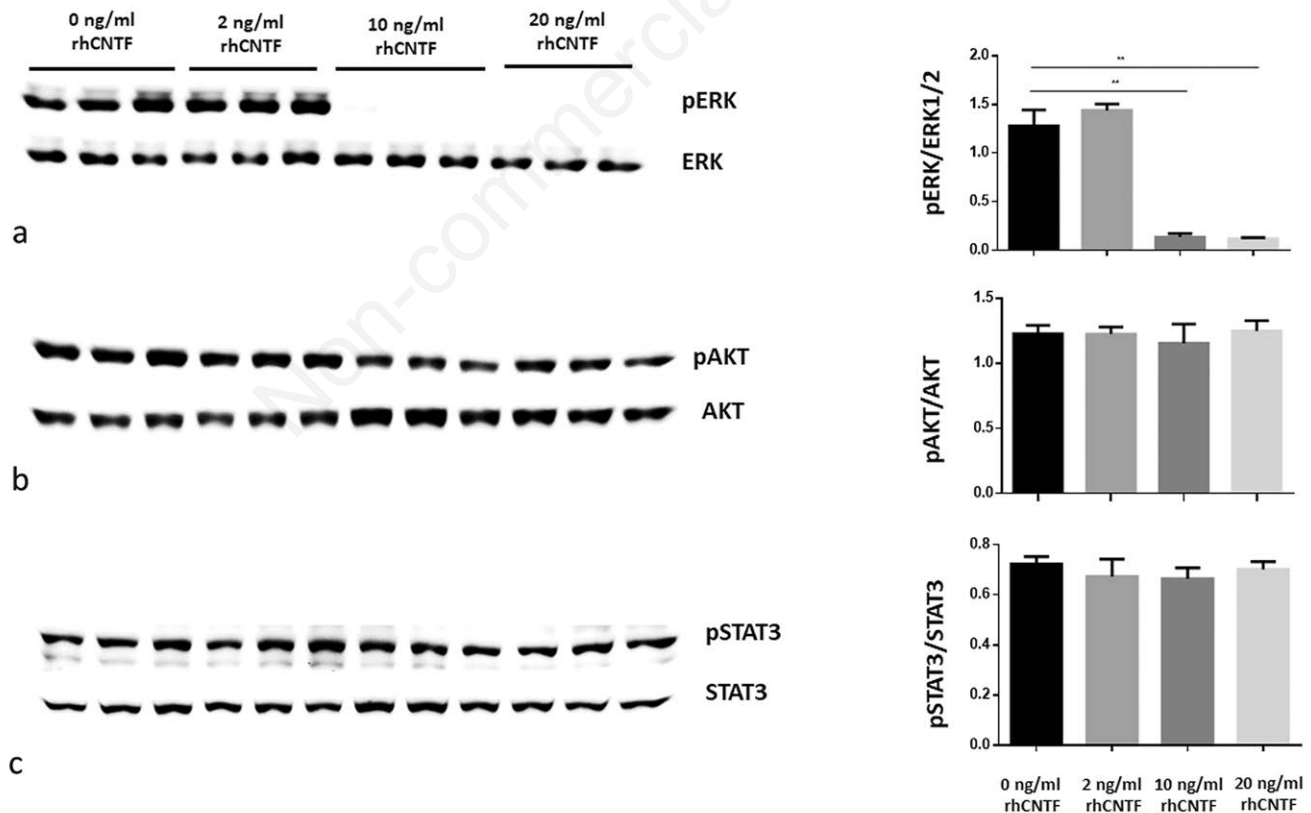 0 ng/ml
rhCNTF
2 ng/ml
rhCNTF
10 ng/ml
rhCNTF
20 ng/ml
rhCNTF
pERK
ERK
a
pAKT
AKT
b
pSTAT3
STAT3
c
Non-commercia
pERK/ERK1/2
2.0
1.5
1.0
0.5
0.0
**
**
pAKT/AKT
1.5
1.0
0.5
0.0
pSTAT3/STAT3
0.8
0.6
0.4
0.2
0.0
0 ng/ml
rhCNTF
2 ng/ml
rhCNTF
10 ng/ml
rhCNTF
20 ng/ml
rhCNTF